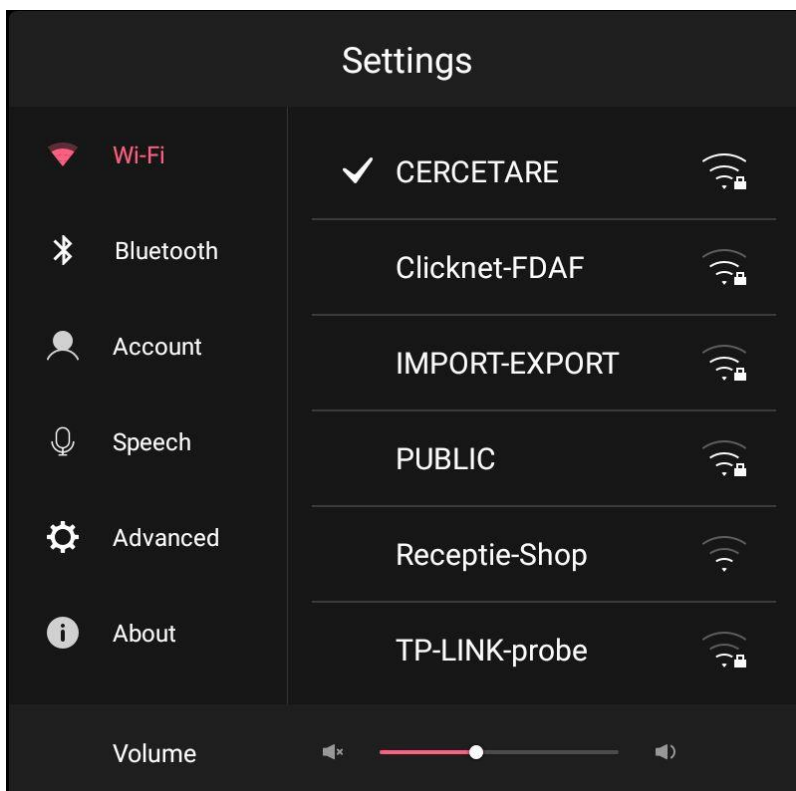 Settings
Wi-Fi
Bluetooth
Account
Speech
Advanced
About
CERCETARE
Clicknet-FDAF
IMPORT-EXPORT
PUBLIC
Receptie-Shop
TP-LINK-probe
Volume